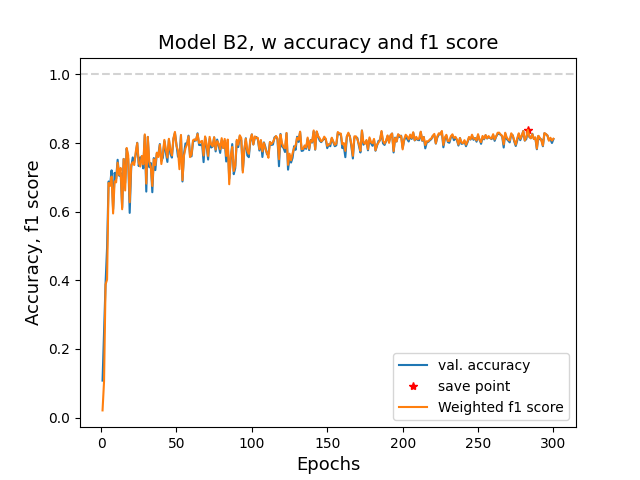 Model B2, w accuracy and f1 score
1.0
0.8
0.6
0.4
0.2
0.0
Accuracy, f1 score
val. accuracy
save point
Weighted f1 score
0 50 100 150 200 250 300
Epochs